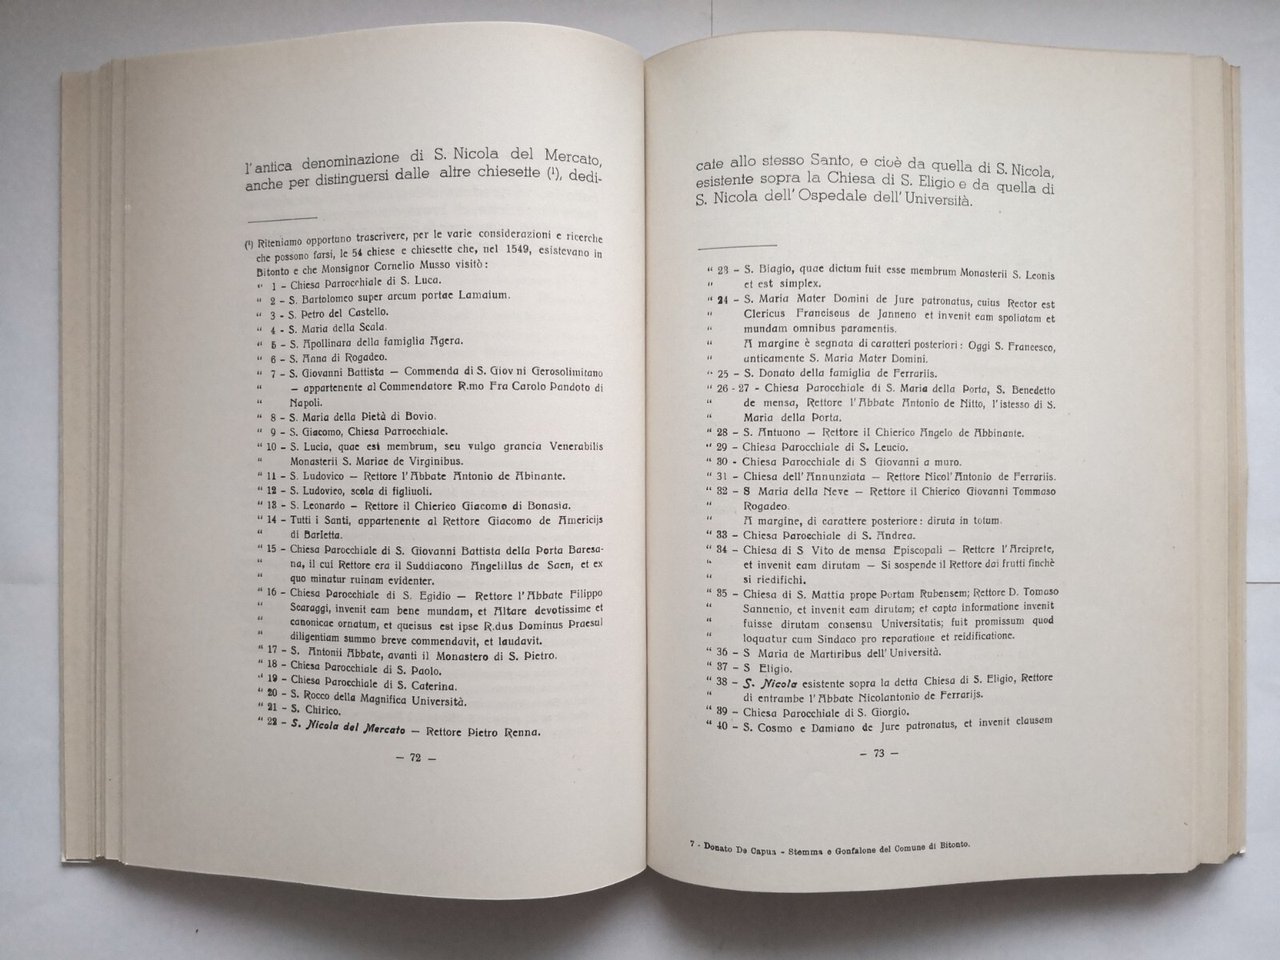 l'antica denominazione di S. Nicola del Mercato,
anche per distinguersi dalle altre chiesette (¹), dedi-
(¹) Riteniamo opportuno trascrivere, per le varie considerazioni e ricerche
che possono farsi, le 54 chiese e chiesette che, nel 1549, esistevano in
Bitonto e che Monsignor Cornelio Musso visitò:
“ 1 - Chiesa Parrocchiale di S. Luca.
“ 2 - S. Bartolomeo super arcum portae Lamaium.
“ 3 - S. Petro del Castello.
“ 4 - S. Maria della Scala.
“ 5 - S. Apollinara della famiglia Agera.
“ 6 - S. Anna di Rogadeo.
“ 7 - S. Giovanni Battista — Commenda di S. Giov ni Gerosolimitano
“ — appartenente al Commendatore R.mo Fra Carolo Pandoto di
“ Napoli.
“ 8 - S. Maria della Pietà di Bovio.
“ 9 - S. Giacomo, Chiesa Parrocchiale.
“ 10 - S. Lucia, quae est membrum, seu vulgo grancia Venerabilis
“ Monasterii S. Mariae de Virginibus.
“ 11 - S. Ludovico — Rettore l'Abbate Antonio de Abinante.
“ 12 - S. Ludovico, scola di figliuoli.
“ 13 - S. Leonardo — Rettore il Chierico Giacomo di Bonasia.
“ 14 - Tutti i Santi, appartenente al Rettore Giacomo de Americijs
“ di Barletta.
“ 15 - Chiesa Parocchiale di S. Giovanni Battista della Porta Baresa-
“ na, il cui Rettore era il Suddiacono Angelillus de Saen, et ex
“ quo minatur ruinam evidenter.
“ 16 - Chiesa Parocchiale di S. Egidio — Rettore l'Abbate Filippo
“ Scaraggi, invenit eam bene mundam, et Altare devotissime et
“ canonicae ornatum, et queisus est ipse R.dus Dominus Praesul
“ diligentiam summo breve commendavit, et laudavit.
“ 17 - S. Antonii Abbate, avanti il Monastero di S. Pietro.
“ 18 - Chiesa Parocchiale di S. Paolo.
“ 19 - Chiesa Parocchiale di S. Caterina.
“ 20 - S. Rocco della Magnifica Università.
“ 21 - S. Chirico.
“ 22 - S. Nicola del Mercato — Rettore Pietro Renna.
— 72 —
cate allo stesso Santo, e cioè da quella di S. Nicola,
esistente sopra la Chiesa di S. Eligio e da quella di
S. Nicola dell'Ospedale dell'Università.
“ 23 - S. Biagio, quae dictum fuit esse membrum Monasterii S. Leonis
“ et est simplex.
“ 24 - S. Maria Mater Domini de Jure patronatus, cuius Rector est
“ Clericus Franciscus de Janneno et invenit eam spoliatam et
“ mundam omnibus paramentis.
“ A margine è segnata di caratteri posteriori: Oggi S. Francesco,
“ anticamente S. Maria Mater Domini.
“ 25 - S. Donato della famiglia de Ferrariis.
“ 26 - 27 - Chiesa Parocchiale di S. Maria della Porta, S. Benedetto
“ de mensa, Rettore l'Abbate Antonio de Nitto, l'istesso di S.
“ Maria della Porta.
“ 28 - S. Antuono — Rettore il Chierico Angelo de Abbinante.
“ 29 - Chiesa Parocchiale di S. Leucio.
“ 30 - Chiesa Parocchiale di S Giovanni a muro.
“ 31 - Chiesa dell'Annunziata — Rettore Nicol'Antonio de Ferrariis.
“ 32 - S Maria della Neve — Rettore il Chierico Giovanni Tommaso
“ Rogadeo.
“ A margine, di carattere posteriore: diruta in totum.
“ 33 - Chiesa Parocchiale di S. Andrea.
“ 34 - Chiesa di S Vito de mensa Episcopali — Rettore l'Arciprete,
“ et invenit eam dirutam — Si sospende il Rettore dai frutti finchè
“ si riedifichi.
“ 35 - Chiesa di S. Mattia prope Portam Rubensem; Rettore D. Tomaso
“ Sannenio, et invenit eam dirutam; et capta informatione invenit
“ fuisse dirutam consensu Universitatis; fuit promissum quod
“ loquatur cum Sindaco pro reparatione et reidificatione.
“ 36 - S Maria de Martiribus dell'Università.
“ 37 - S Eligio.
“ 38 - S. Nicola esistente sopra la detta Chiesa di S. Eligio, Rettore
“ di entrambe l'Abbate Nicolantonio de Ferrarijs.
“ 39 - Chiesa Parocchiale di S. Giorgio.
“ 40 - S. Cosmo e Damiano de Jure patronatus, et invenit clausem
— 73 —
7 - Donato De Capua - Stemma e Gonfalone del Comune di Bitonto.